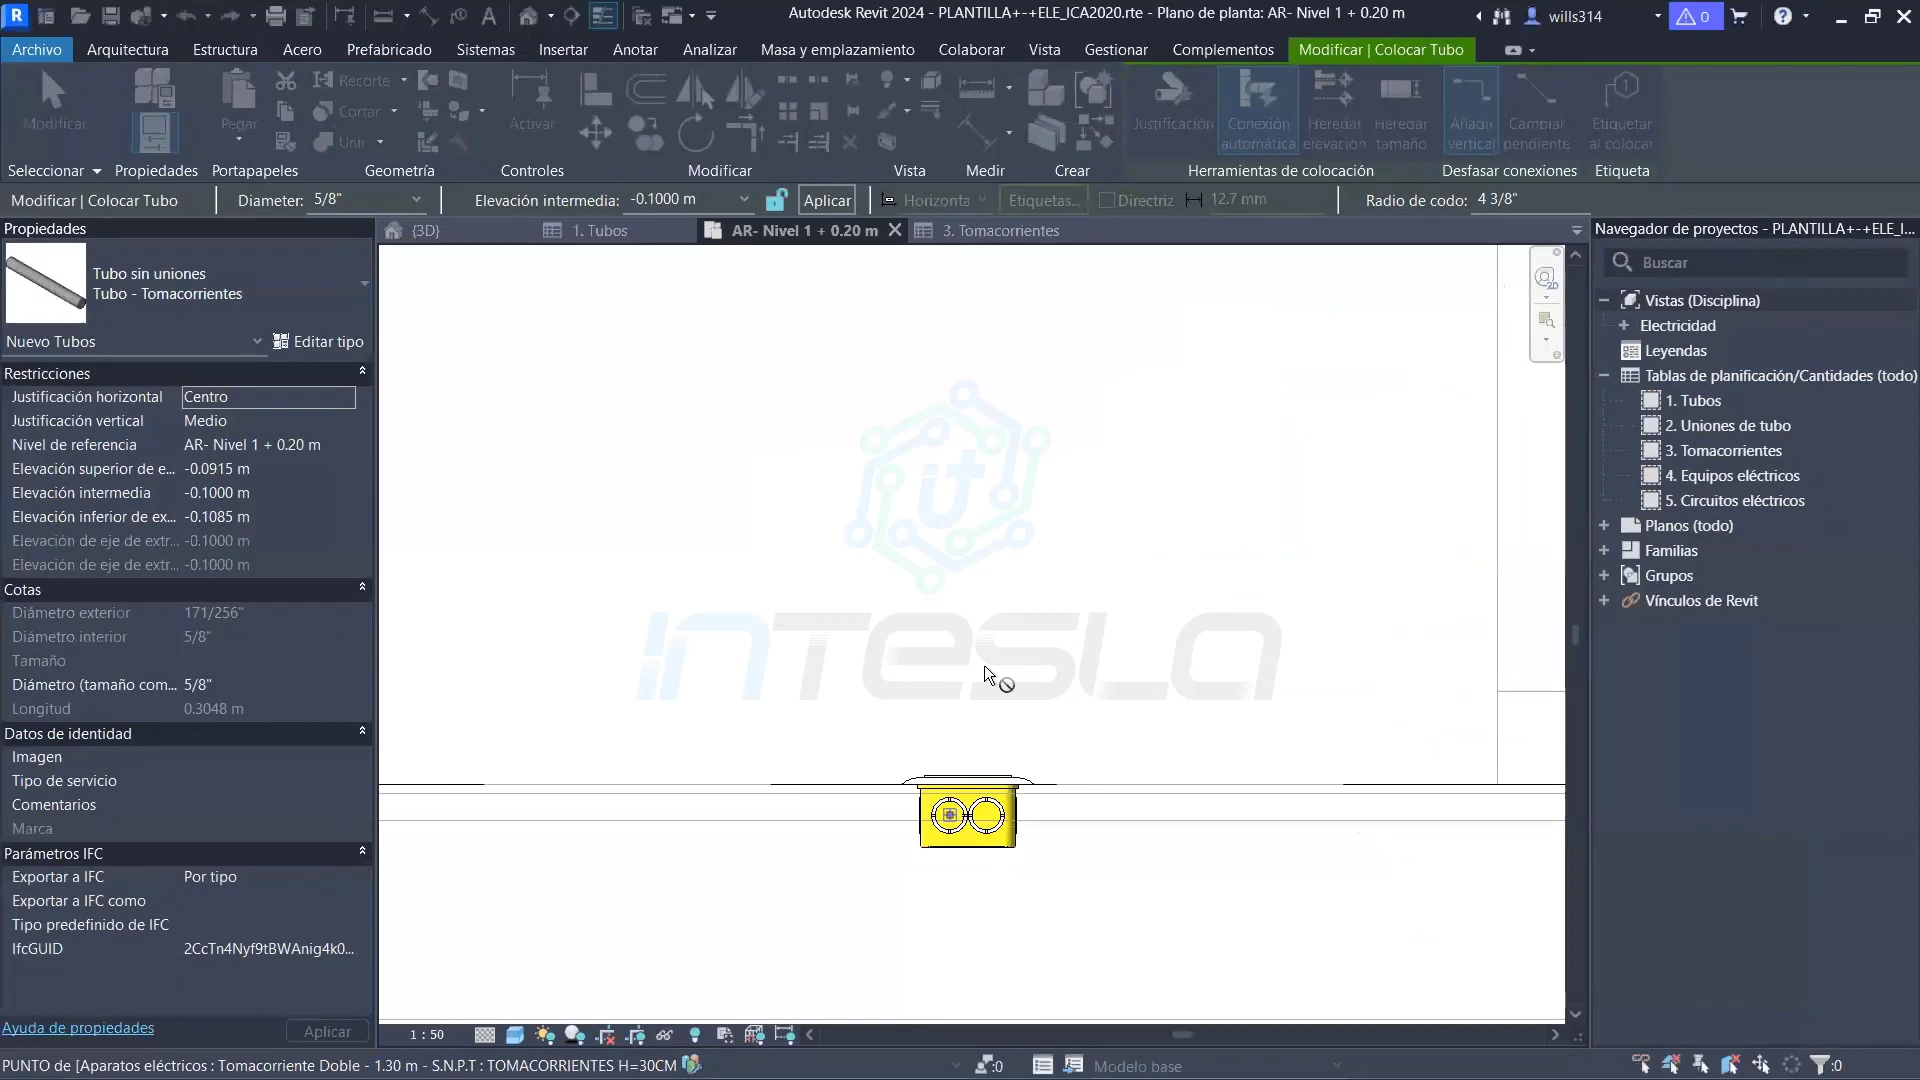 Autodesk Revit 2024 - PLANTILLA+-+ELE_ICA2020.rte - Plano de planta: AR- Nivel 1 + 0.20 m
wills314
0
Archivo Arquitectura Estructura Acero Prefabricado Sistemas Insertar Anotar Analizar Masa y emplazamiento Colaborar Vista Gestionar Complementos Modificar | Colocar Tubo
Modificar Pegar Recorte Cortar Unir Activar
Justificación Conexión automática Heredar elevación Heredar tamaño Añadir vertical Cambiar pendiente Etiquetar al colocar
Seleccionar Propiedades Portapapeles Geometría Controles Modificar Vista Medir Crear Herramientas de colocación Desfasar conexiones Etiqueta
Modificar | Colocar Tubo Diameter: 5/8" Elevación intermedia: -0.1000 m Aplicar Horizonta Etiquetas... Directriz 12.7 mm Radio de codo: 4 3/8"
Propiedades
{3D} 1. Tubos AR- Nivel 1 + 0.20 m 3. Tomacorrientes
Tubo sin uniones
Tubo - Tomacorrientes
Nuevo Tubos Editar tipo
Restricciones
Justificación horizontal Centro
Justificación vertical Medio
Nivel de referencia AR- Nivel 1 + 0.20 m
Elevación superior de e... -0.0915 m
Elevación intermedia -0.1000 m
Elevación inferior de ex... -0.1085 m
Elevación de eje de extr... -0.1000 m
Elevación de eje de extr... -0.1000 m
Cotas
Diámetro exterior 171/256"
Diámetro interior 5/8"
Tamaño
Diámetro (tamaño com... 5/8"
Longitud 0.3048 m
Datos de identidad
Imagen
Tipo de servicio
Comentarios
Marca
Parámetros IFC
Exportar a IFC Por tipo
Exportar a IFC como
Tipo predefinido de IFC
IfcGUID 2CcTn4Nyf9tBWAnig4k0...
Ayuda de propiedades Aplicar
it
INTESLA
2D
1 : 50
Navegador de proyectos - PLANTILLA+-+ELE_I...
Buscar
Vistas (Disciplina)
Electricidad
Leyendas
Tablas de planificación/Cantidades (todo)
1. Tubos
2. Uniones de tubo
3. Tomacorrientes
4. Equipos eléctricos
5. Circuitos eléctricos
Planos (todo)
Familias
Grupos
Vínculos de Revit
PUNTO de [Aparatos eléctricos : Tomacorriente Doble - 1.30 m - S.N.P.T : TOMACORRIENTES H=30CM :0 Modelo base :0